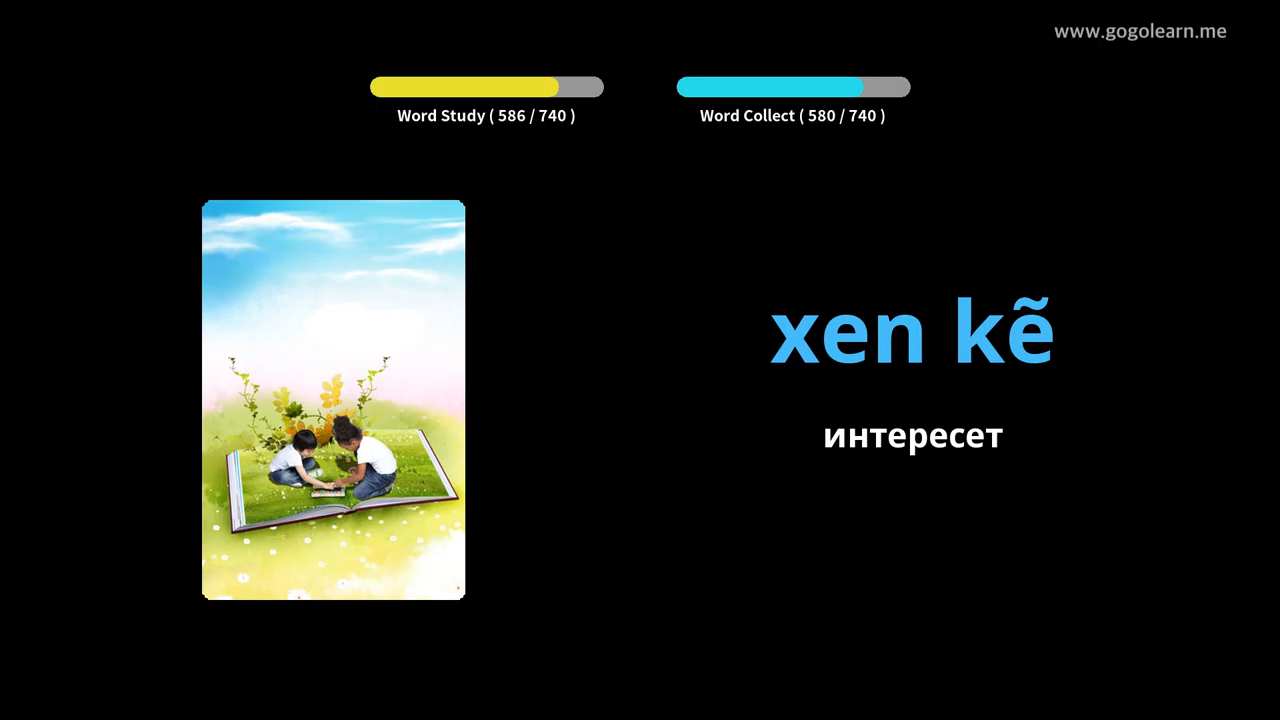 www.gogolearn.me
Word Study ( 586 / 740 )
Word Collect ( 580 / 740 )
xen kẽ
интересет